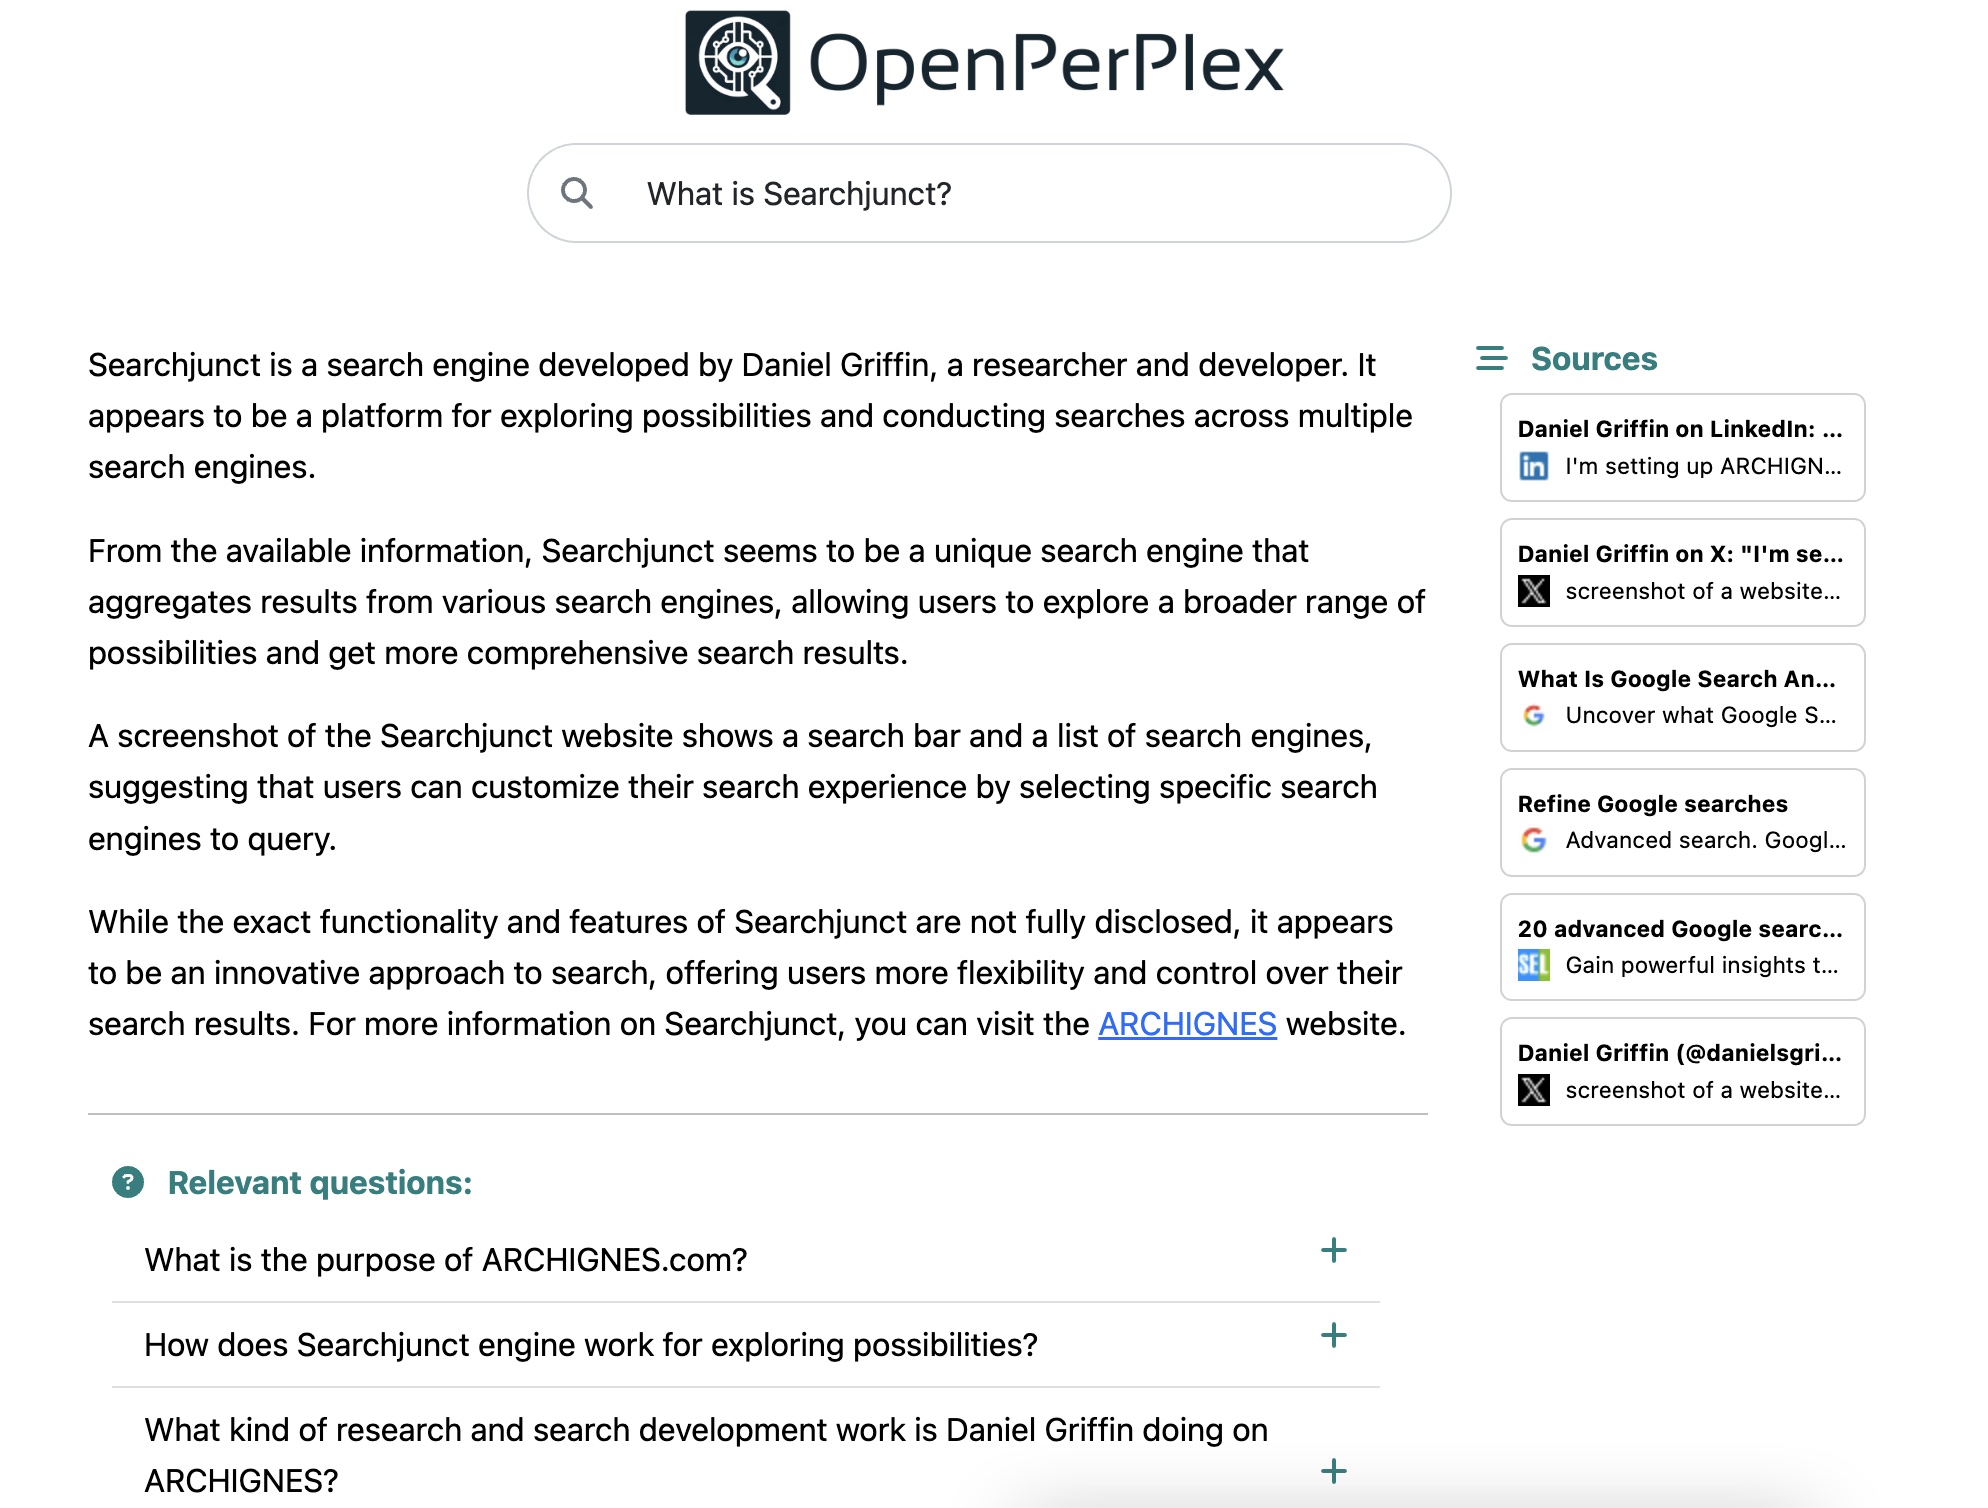 OpenPerPlex
What is Searchjunct?
Searchjunct is a search engine developed by Daniel Griffin, a researcher and developer. It
appears to be a platform for exploring possibilities and conducting searches across multiple
search engines.
From the available information, Searchjunct seems to be a unique search engine that
aggregates results from various search engines, allowing users to explore a broader range of
possibilities and get more comprehensive search results.
A screenshot of the Searchjunct website shows a search bar and a list of search engines,
suggesting that users can customize their search experience by selecting specific search
engines to query.
While the exact functionality and features of Searchjunct are not fully disclosed, it appears
to be an innovative approach to search, offering users more flexibility and control over their
search results. For more information on Searchjunct, you can visit the ARCHIGNES website.
Relevant questions:
What is the purpose of ARCHIGNES.com?
How does Searchjunct engine work for exploring possibilities?
What kind of research and search development work is Daniel Griffin doing on
ARCHIGNES?
Sources
Daniel Griffin on LinkedIn: ...
in I'm setting up ARCHIGN...
Daniel Griffin on X: "I'm se...
X screenshot of a website...
What Is Google Search An...
G Uncover what Google S...
Refine Google searches
G Advanced search. Googl...
20 advanced Google searc...
SEL Gain powerful insights t...
Daniel Griffin (@danielsgri...
X screenshot of a website...